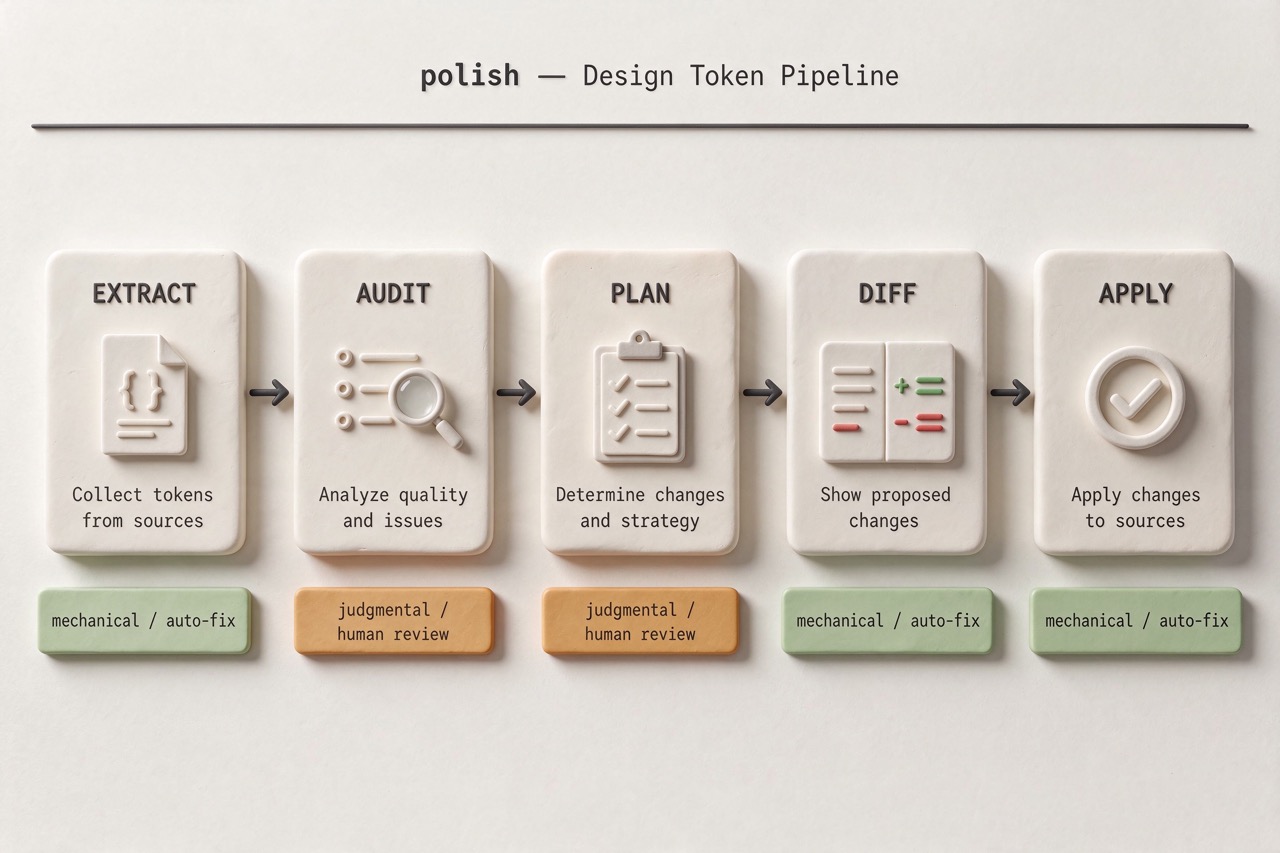 polish — Design Token Pipeline
EXTRACT
Collect tokens
from sources
mechanical / auto-fix
AUDIT
Analyze quality
and issues
judgmental /
human review
PLAN
Determine changes
and strategy
judgmental /
human review
DIFF
Show proposed
changes
mechanical / auto-fix
APPLY
Apply changes
to sources
mechanical / auto-fix